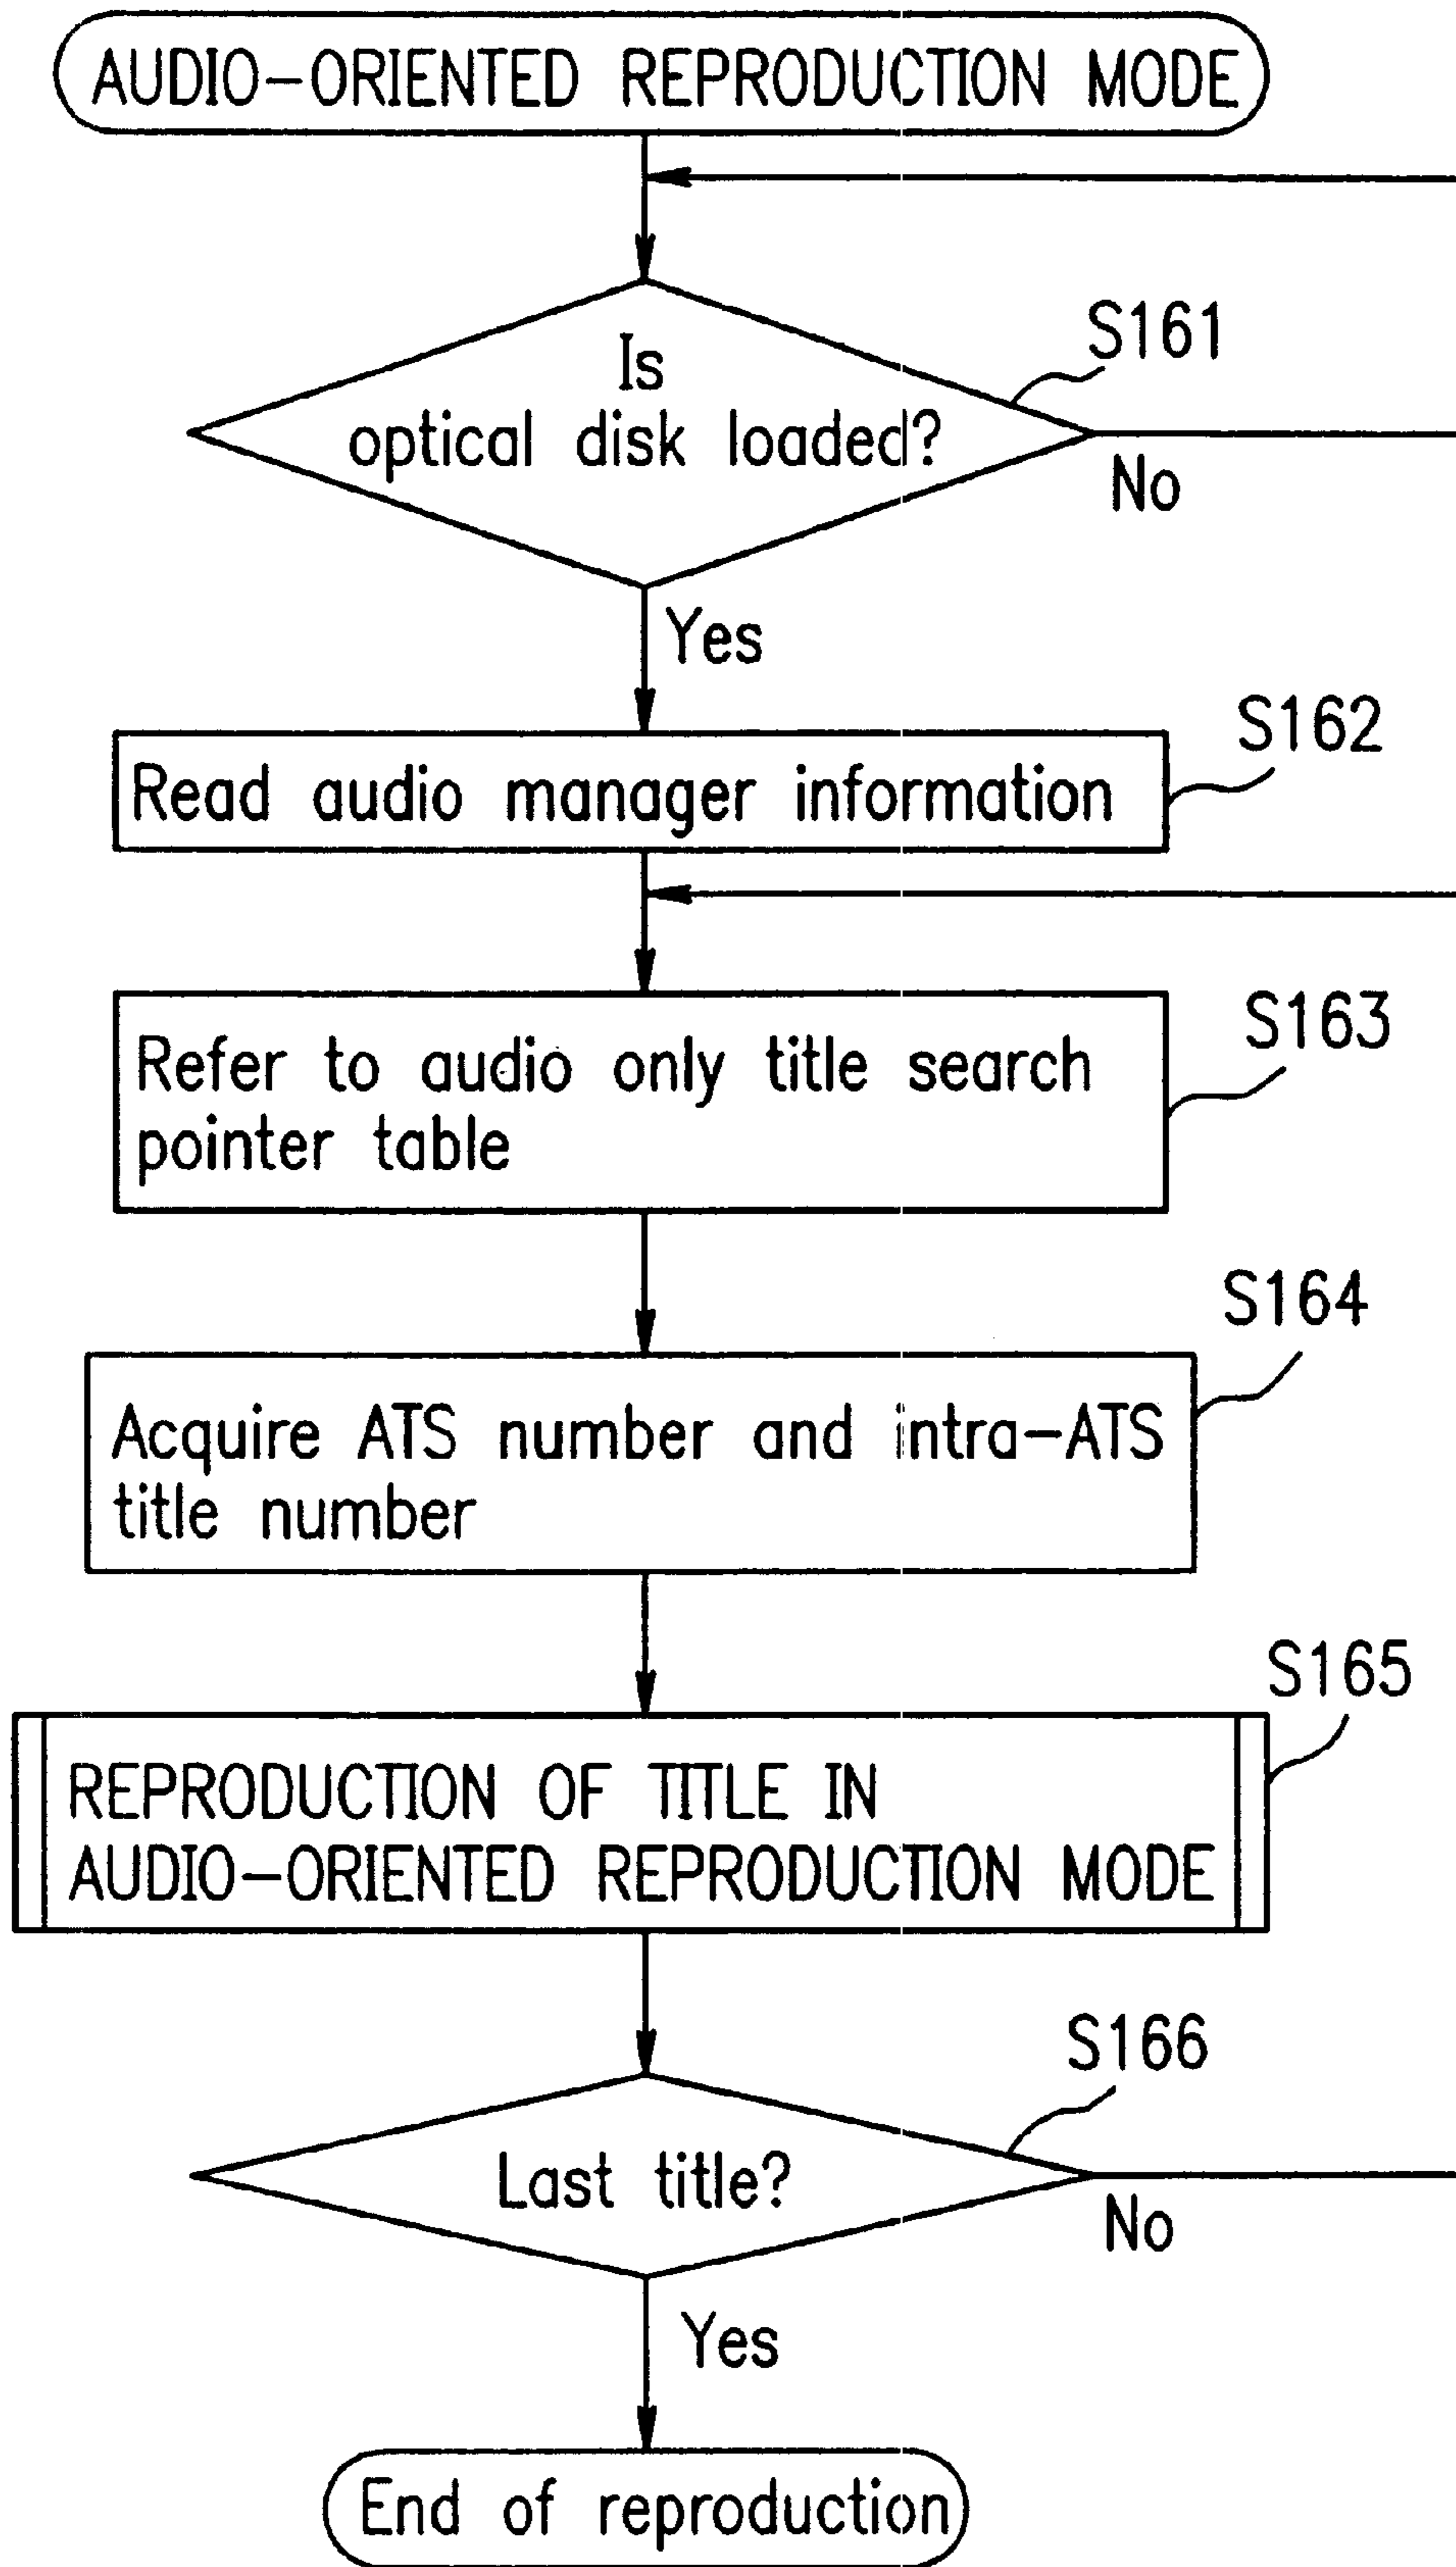 AUDIO-ORIENTED REPRODUCTION MODE
S161
Is
optical disk loaded?
No
Yes
S162
Read audio manager information
S163
Refer to audio only title search
pointer table
S164
Acquire ATS number and intra-ATS
title number
S165
REPRODUCTION OF TITLE IN
AUDIO-ORIENTED REPRODUCTION MODE
S166
Last title?
No
Yes
End of reproduction